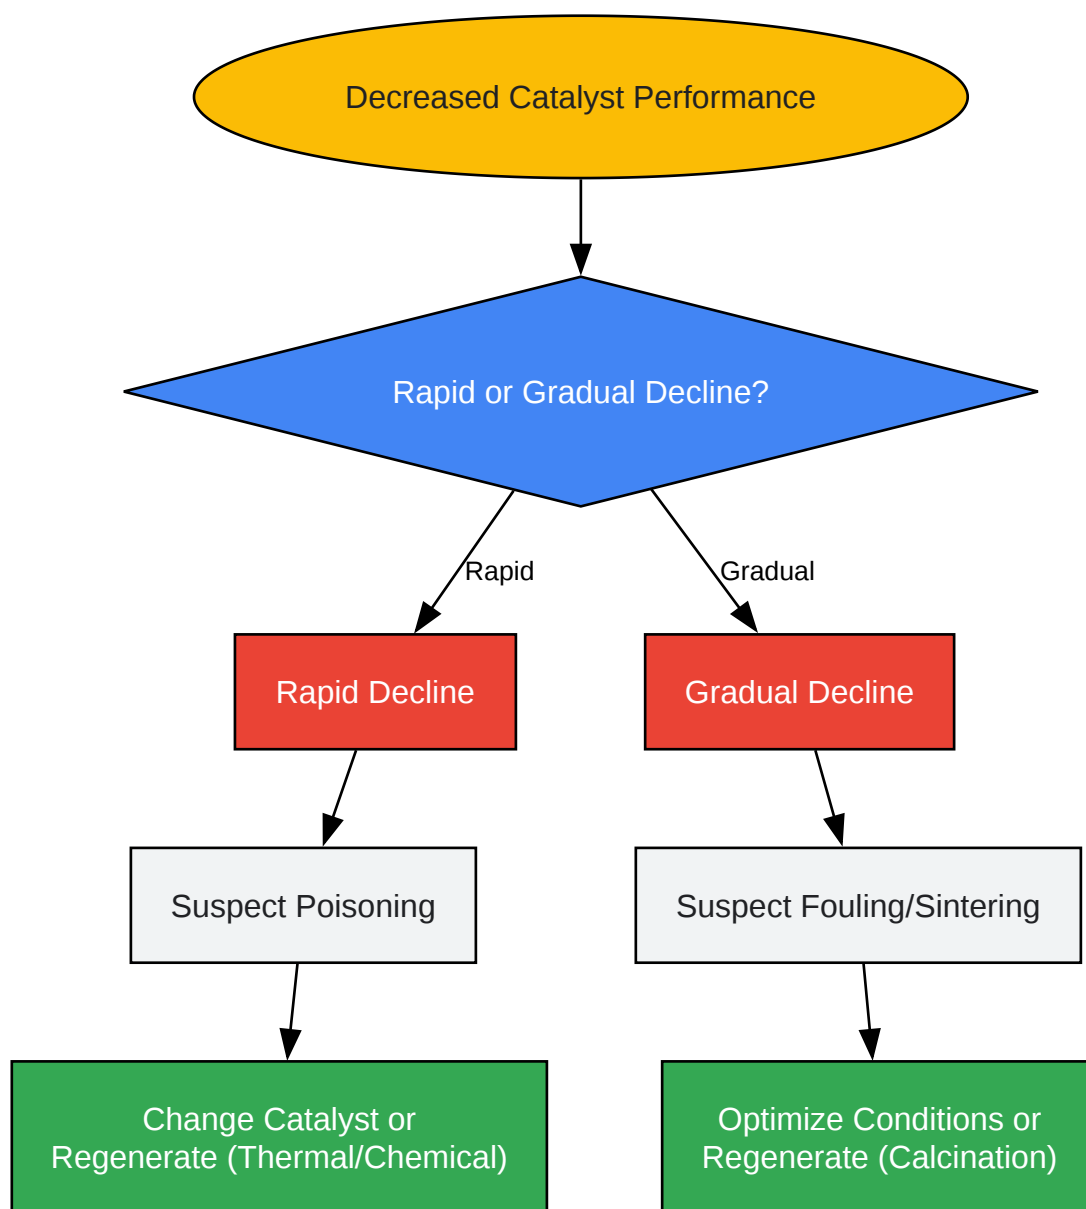 Decreased Catalyst Performance
Rapid or Gradual Decline?
Rapid
Gradual
Rapid Decline
Gradual Decline
Suspect Poisoning
Suspect Fouling/Sintering
Change Catalyst or
Regenerate (Thermal/Chemical)
Optimize Conditions or
Regenerate (Calcination)